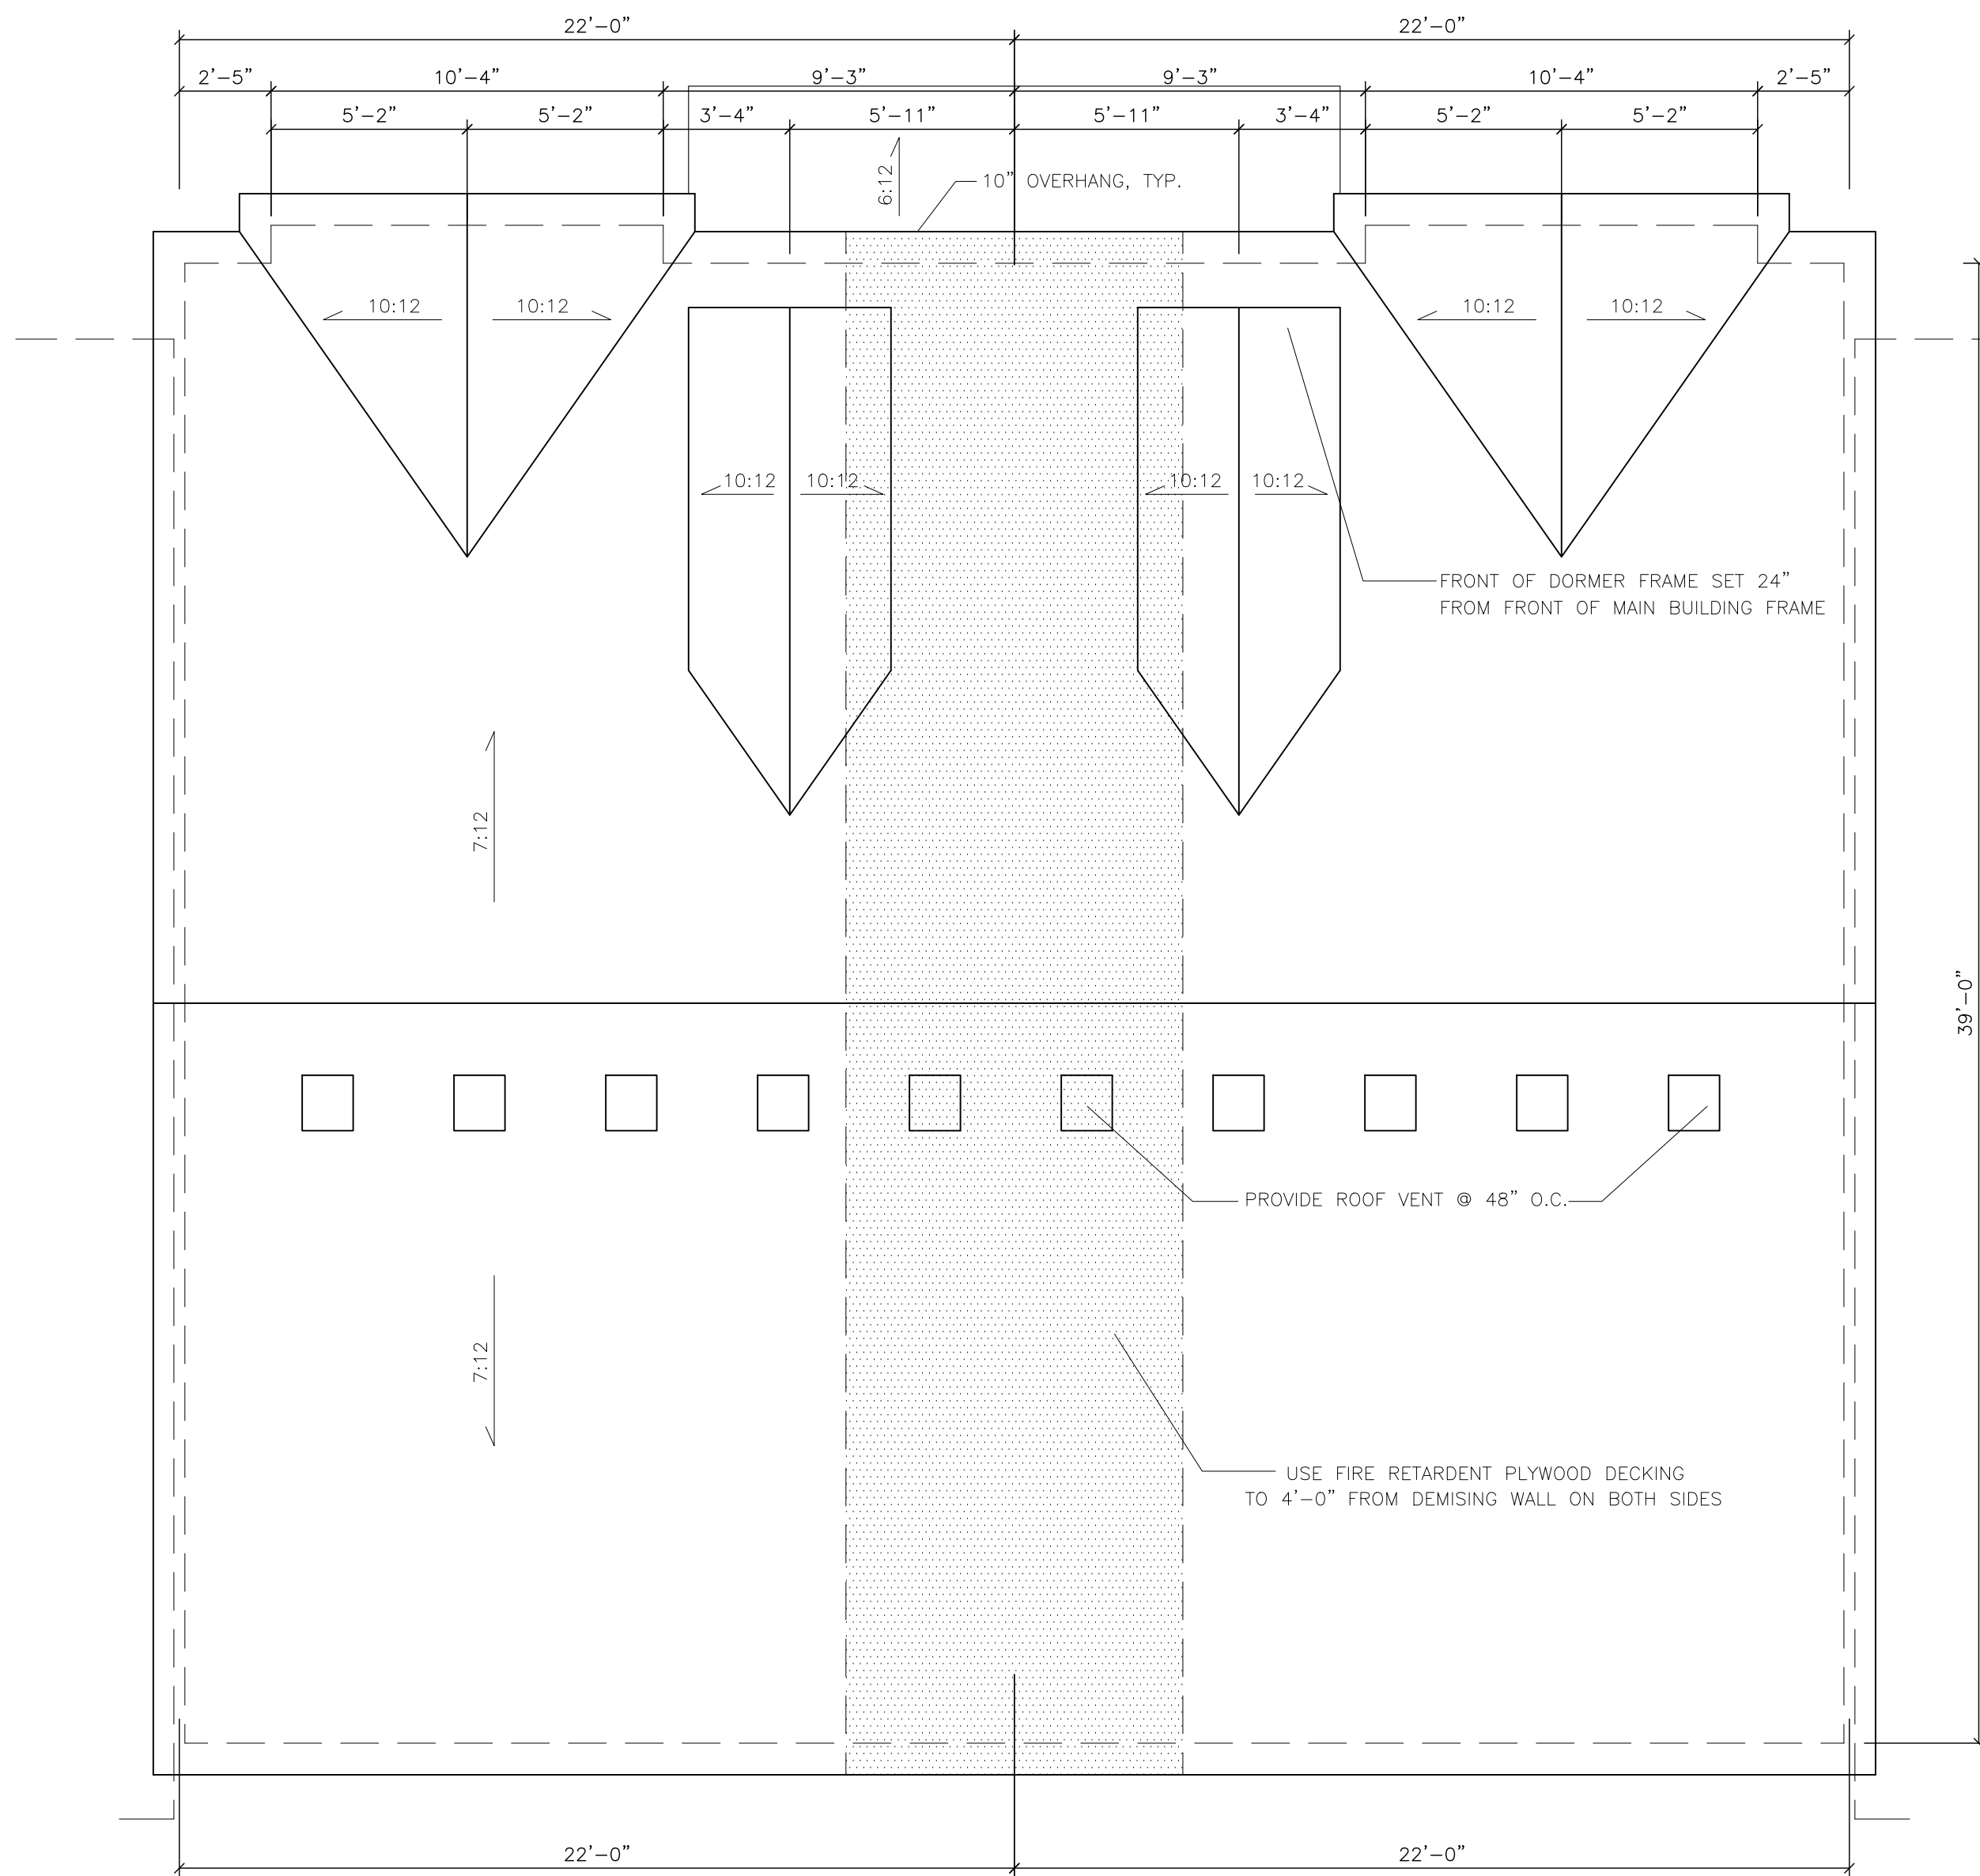 22'-0" 22'-0"
2'-5" 10'-4" 9'-3" 9'-3" 10'-4" 2'-5"
5'-2" 5'-2" 3'-4" 5'-11" 5'-11" 3'-4" 5'-2" 5'-2"
6:12
10" OVERHANG, TYP.
10:12 10:12 10:12 10:12
10:12 10:12 10:12 10:12
FRONT OF DORMER FRAME SET 24"
FROM FRONT OF MAIN BUILDING FRAME
7:12
39'-0"
PROVIDE ROOF VENT @ 48" O.C.
7:12
USE FIRE RETARDENT PLYWOOD DECKING
TO 4'-0" FROM DEMISING WALL ON BOTH SIDES
22'-0" 22'-0"